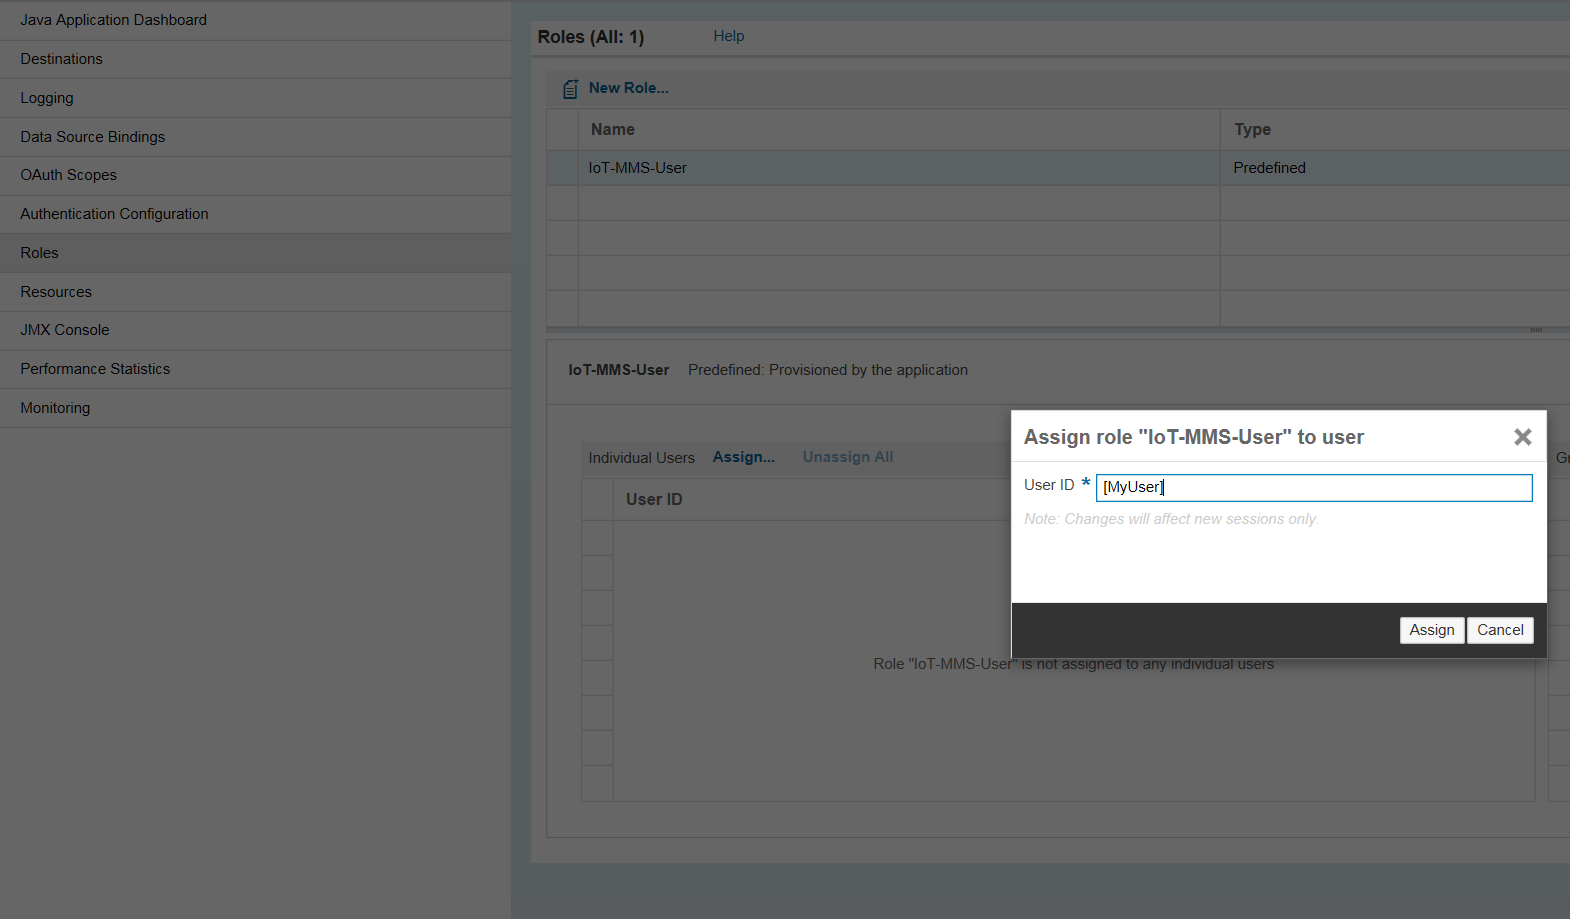 Java Application Dashboard
Destinations
Logging
Data Source Bindings
OAuth Scopes
Authentication Configuration
Roles
Resources
JMX Console
Performance Statistics
Monitoring
Roles (All: 1) Help
New Role...
Name Type
IoT-MMS-User Predefined
IoT-MMS-User Predefined: Provisioned by the application
Individual Users Assign... Unassign All
User ID
Role "IoT-MMS-User" is not assigned to any individual users
Assign role "IoT-MMS-User" to user
User ID * [MyUser]
Note: Changes will affect new sessions only.
Assign Cancel